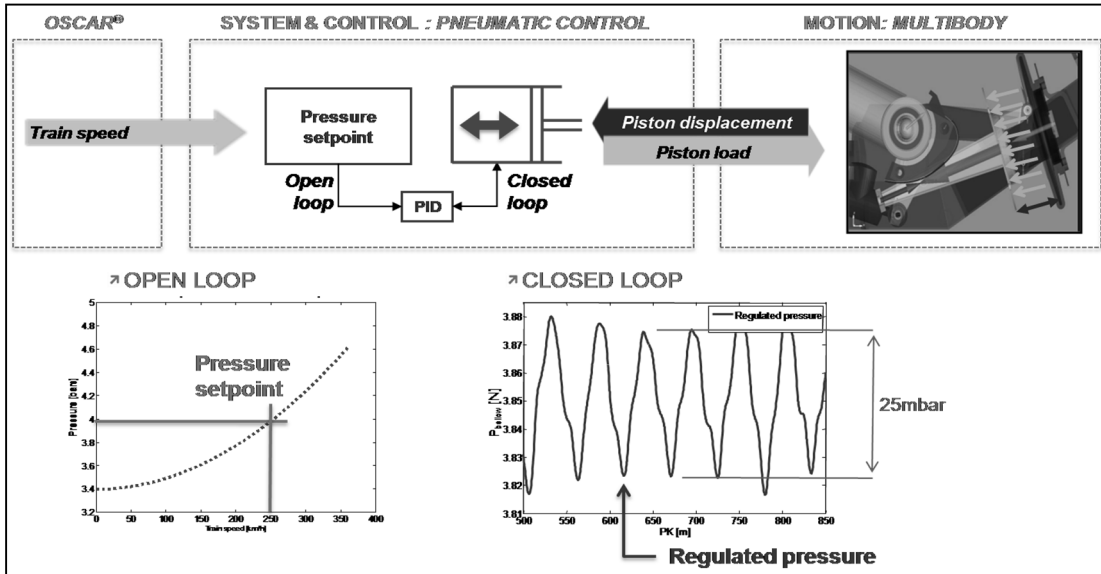 OSCAR®
SYSTEM & CONTROL : PNEUMATIC CONTROL
MOTION: MULTIBODY
Train speed
Pressure
setpoint
Open
loop
PID
Closed
loop
Piston displacement
Piston load
↗ OPEN LOOP
5
4.8
4.6
4.4
4.2
4
3.8
3.6
3.4
3.2
0
50
100
150
200
250
300
350
400
Train speed [km/h]
Pressure
setpoint
↗ CLOSED LOOP
P_bellow [N]
3.88
3.87
3.86
3.85
3.84
3.83
3.82
3.81
500
550
600
650
700
750
800
850
PK [m]
Regulated pressure
25mbar
Regulated pressure